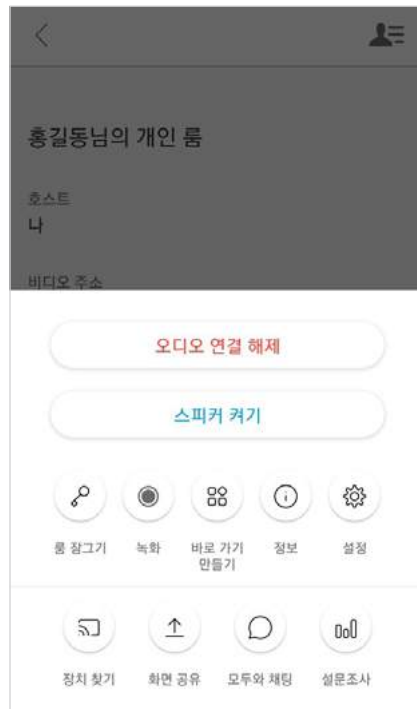 홍길동님의 개인 룸
호스트
나
비디오 주소
오디오 연결 해제
스피커 켜기
룸 잠그기 녹화 바로 가기 정보 설정
만들기
장치 찾기 화면 공유 모두와 채팅 설문조사